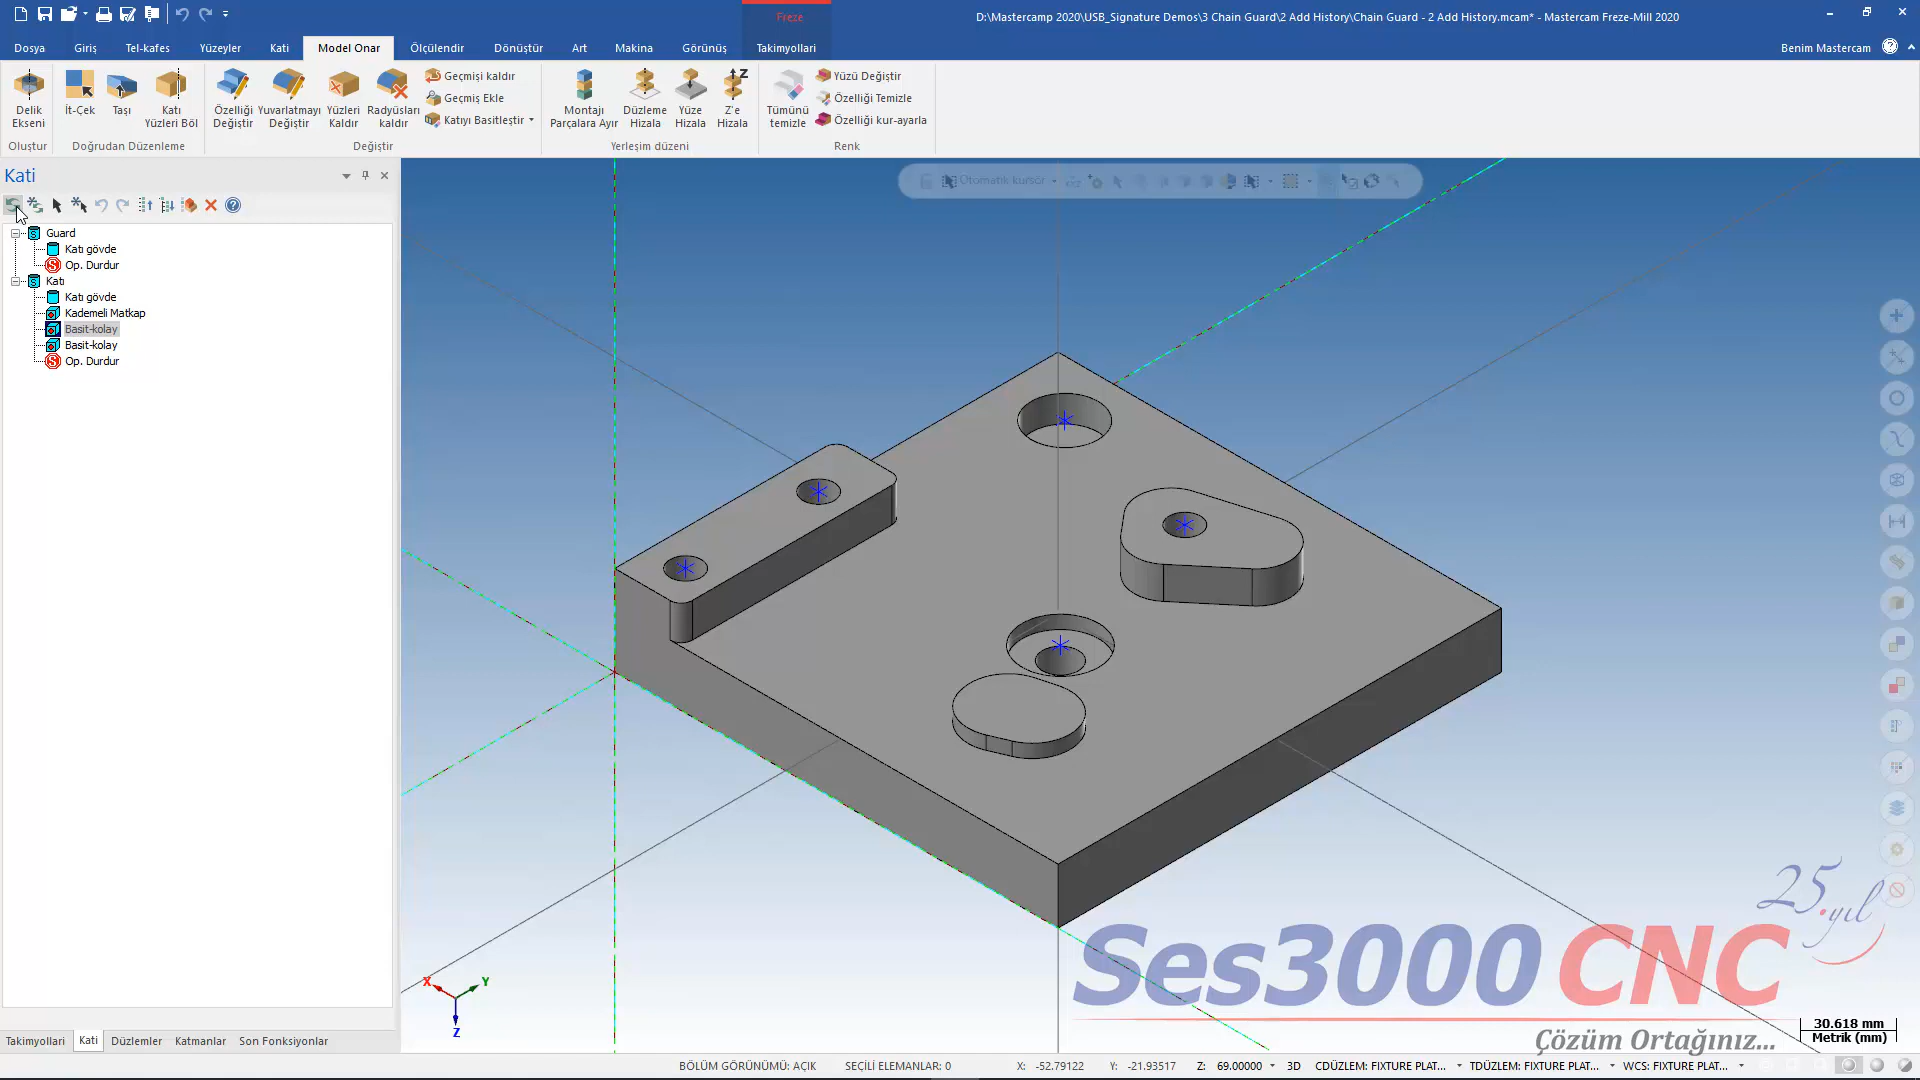 Freze
D:\Mastercamp 2020\USB_Signature Demos\3 Chain Guard\2 Add History\Chain Guard - 2 Add History.mcam* - Mastercam Freze-Mill 2020
Dosya Giriş Tel-kafes Yüzeyler Kati Model Onar Ölçülendir Dönüştür Art Makina Görünüş Takimyollari Benim Mastercam
Delik Ekseni
Oluştur
İt-Çek
Taşı
Katı Yüzleri Böl
Doğrudan Düzenleme
Özelliği Değiştir
Yuvarlatmayı Değiştir
Yüzleri Kaldır
Radyüsları kaldır
Geçmişi kaldır
Geçmiş Ekle
Katıyı Basitleştir
Değiştir
Montajı Parçalara Ayır
Düzleme Hizala
Yüze Hizala
Z
Z'e Hizala
Yerleşim düzeni
Tümünü temizle
Yüzü Değiştir
Özelliği Temizle
Özelliği kur-ayarla
Renk
Kati
Otomatik kursör
Guard
Katı gövde
Op. Durdur
Katı
Katı gövde
Kademeli Matkap
Basit-kolay
Basit-kolay
Op. Durdur
X
Y
Z
25.yıl
Ses3000 CNC
Çözüm Ortağınız...
30.618 mm
Metrik (mm)
Takimyollari Kati Düzlemler Katmanlar Son Fonksiyonlar
BÖLÜM GÖRÜNÜMÜ: AÇIK SEÇİLİ ELEMANLAR: 0 X: -52.79122 Y: -21.93517 Z: 69.00000 3D CDÜZLEM: FIXTURE PLAT... TDÜZLEM: FIXTURE PLAT... WCS: FIXTURE PLAT...